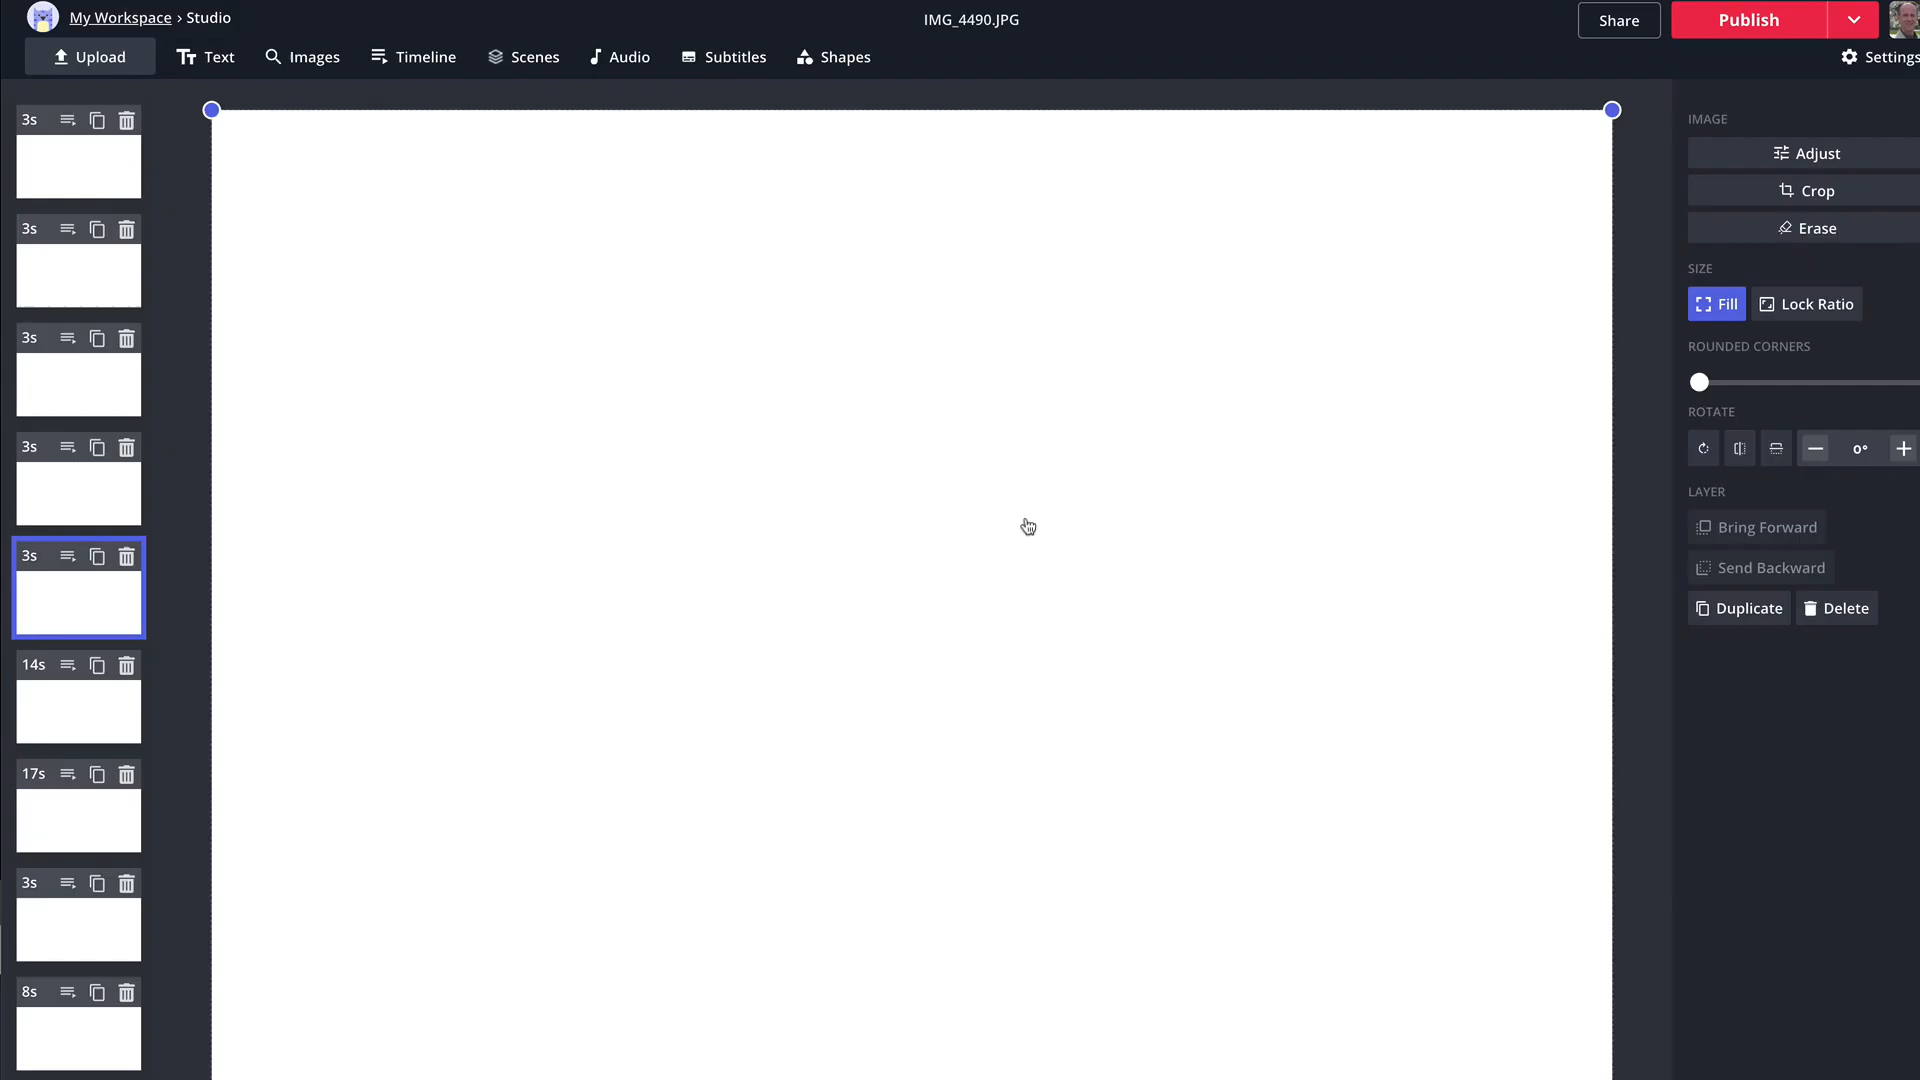 My Workspace › Studio
IMG_4490.JPG
Share
Publish
Upload
Text
Images
Timeline
Scenes
Audio
Subtitles
Shapes
Settings
3s
3s
3s
3s
3s
14s
17s
3s
8s
IMAGE
Adjust
Crop
Erase
SIZE
Fill
Lock Ratio
ROUNDED CORNERS
ROTATE
0°
LAYER
Bring Forward
Send Backward
Duplicate
Delete